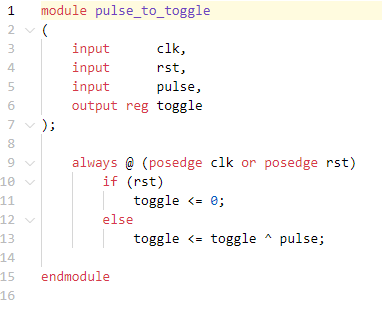 1 module pulse_to_toggle
2 (
3 input clk,
4 input rst,
5 input pulse,
6 output reg toggle
7 );
8
9 always @ (posedge clk or posedge rst)
10 if (rst)
11 toggle <= 0;
12 else
13 toggle <= toggle ^ pulse;
14
15 endmodule
16